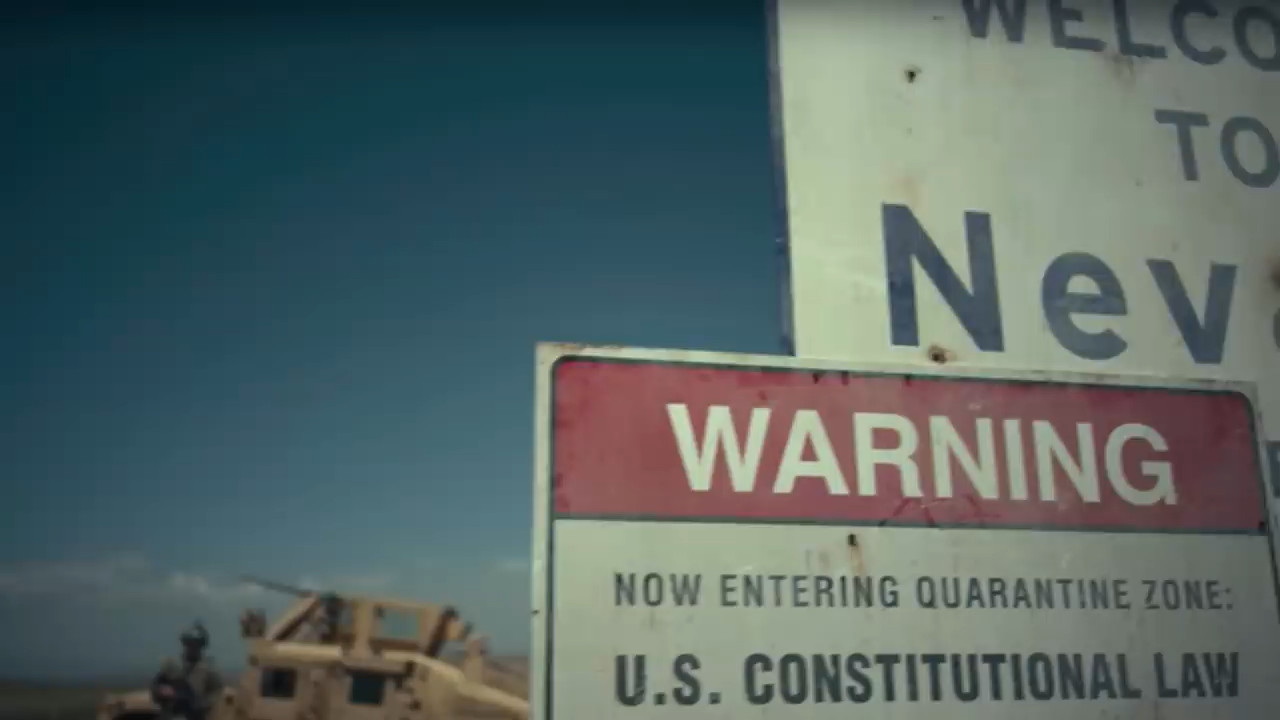 WELCO
TO
Nev
WARNING
NOW ENTERING QUARANTINE ZONE:
U.S. CONSTITUTIONAL LAW